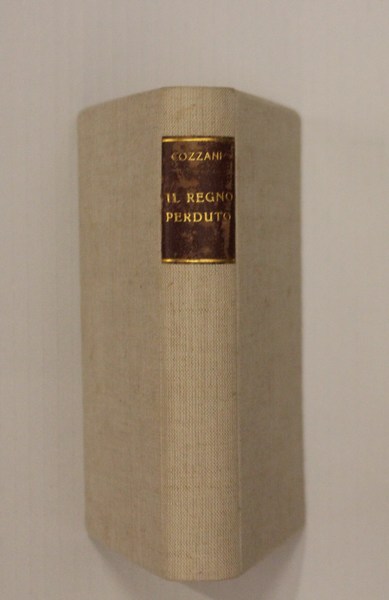 COZZANI
IL REGNO
PERDUTO